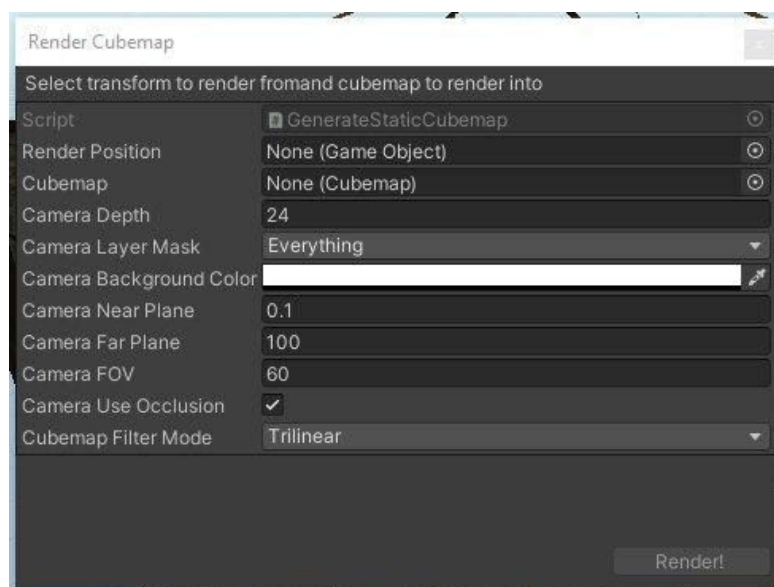 Render Cubemap
Select transform to render fromand cubemap to render into
Script GenerateStaticCubemap
Render Position None (Game Object)
Cubemap None (Cubemap)
Camera Depth 24
Camera Layer Mask Everything
Camera Background Color
Camera Near Plane 0.1
Camera Far Plane 100
Camera FOV 60
Camera Use Occlusion
Cubemap Filter Mode Trilinear
Render!